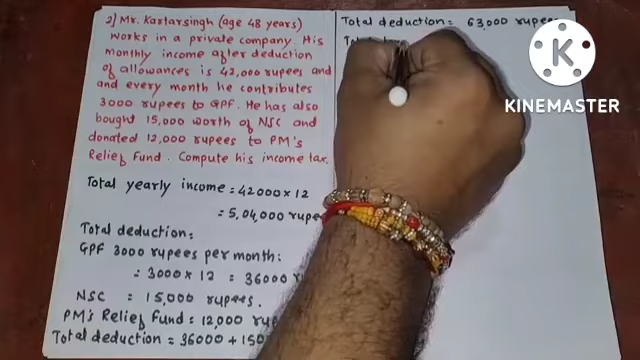 2) Mr. Kartarsingh (age 48 years)
works in a private company. His
monthly income after deduction
of allowances is 42,000 rupees and
and every month he contributes
3000 rupees to GPF. He has also
bought 15,000 worth of NSC and
donated 12,000 rupees to PM's
Relief Fund. Compute his income tax.
Total yearly income = 42000 × 12
= 5,04,000
Total deduction:
GPF 3000 rupees per month:
= 3000 × 12 = 36000
NSC = 15,000 rupees.
PM's Relief Fund = 12,000
Total deduction = 36000 +
Total deduction = 63,000 rupees
KINEMASTER